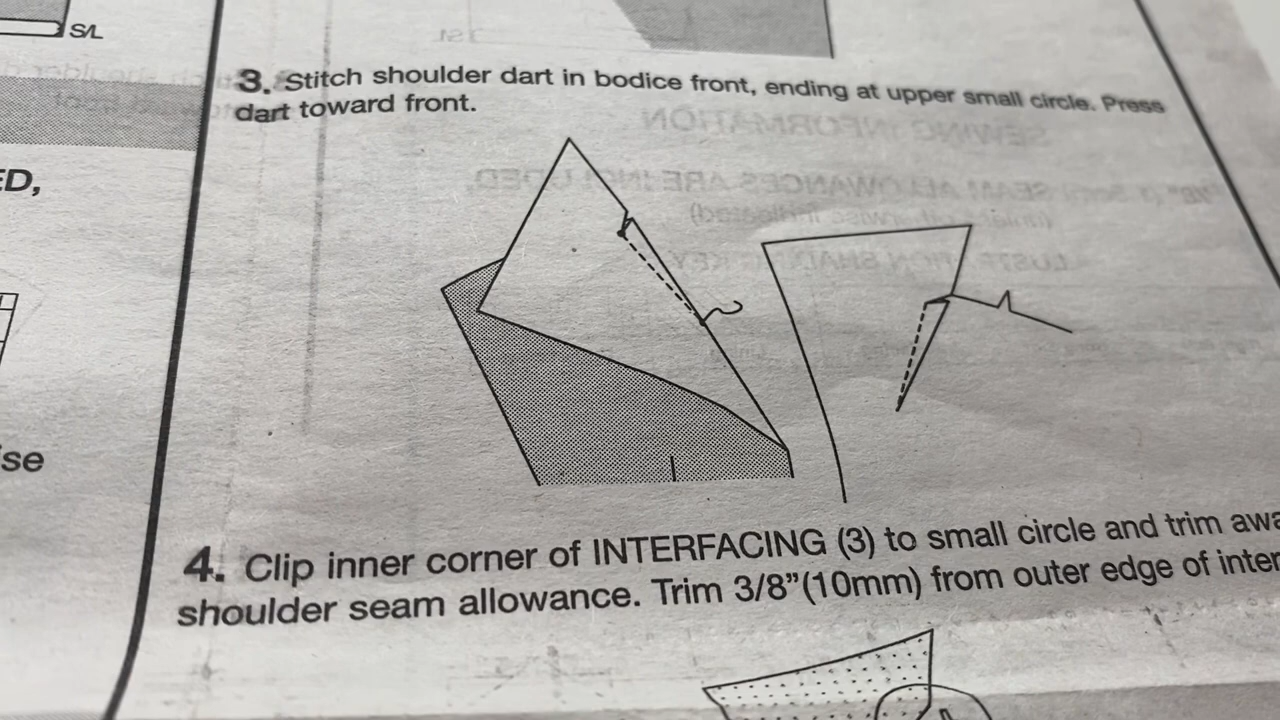 S/L
3. Stitch shoulder dart in bodice front, ending at upper small circle. Press
dart toward front.
ED,
se
4. Clip inner corner of INTERFACING (3) to small circle and trim awa
shoulder seam allowance. Trim 3/8”(10mm) from outer edge of inter